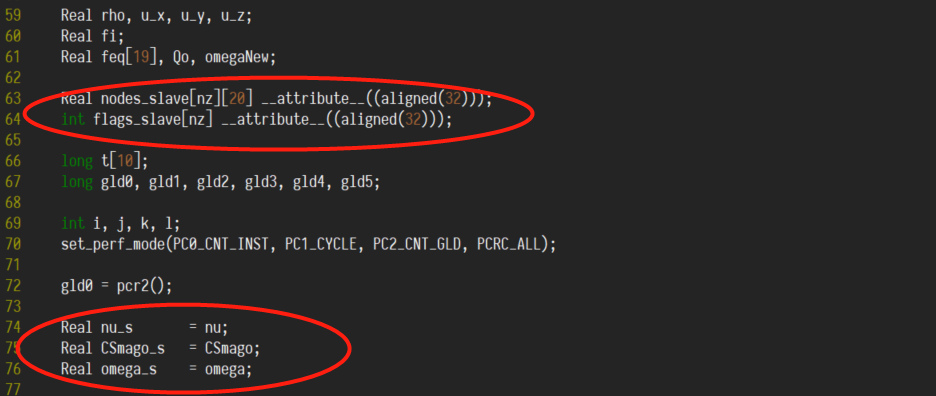 59 Real rho, u_x, u_y, u_z;
60 Real fi;
61 Real feq[19], Qo, omegaNew;
62
63 Real nodes_slave[nz][20] __attribute__((aligned(32)));
64 int flags_slave[nz] __attribute__((aligned(32)));
65
66 long t[10];
67 long gld0, gld1, gld2, gld3, gld4, gld5;
68
69 int i, j, k, l;
70 set_perf_mode(PC0_CNT_INST, PC1_CYCLE, PC2_CNT_GLD, PCRC_ALL);
71
72 gld0 = pcr2();
73
74 Real nu_s = nu;
75 Real CSmago_s = CSmago;
76 Real omega_s = omega;
77